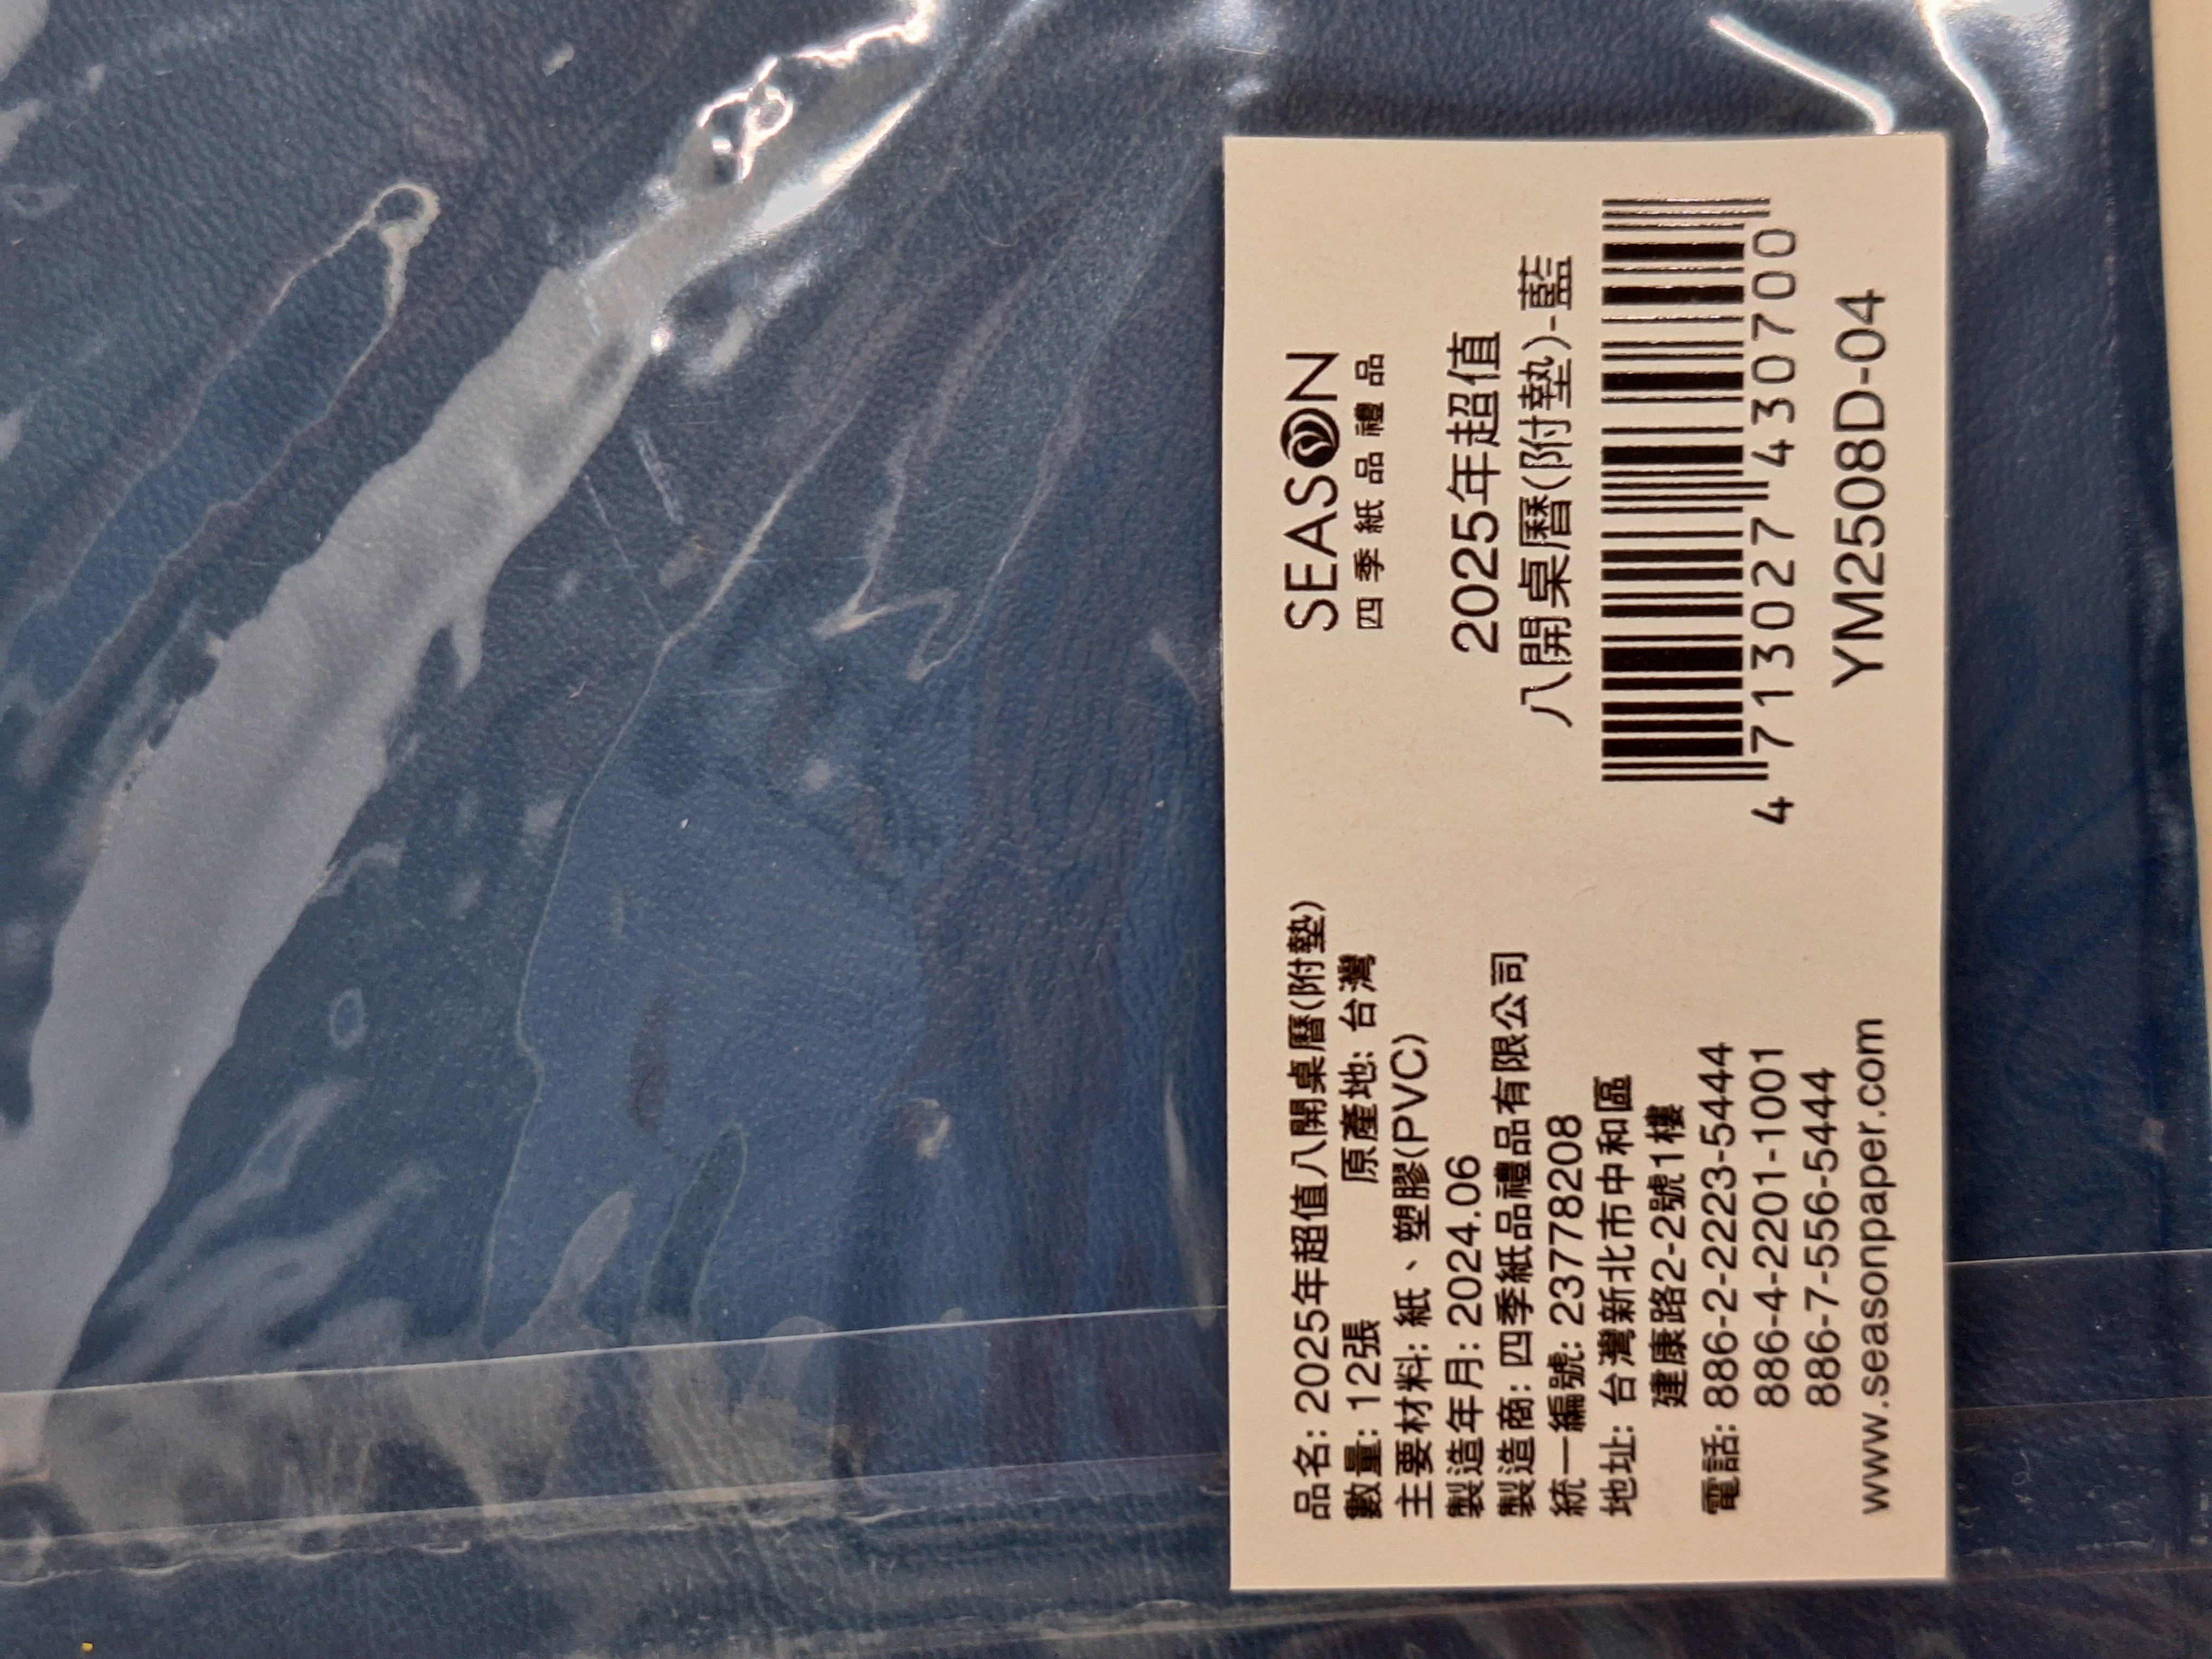 品名: 2025年超值八開桌曆(附墊)
數量: 12張 原產地: 台灣
主要材料: 紙、塑膠(PVC)
製造年月: 2024.06
製造商: 四季紙品禮品有限公司
統一編號: 23778208
地址: 台灣新北市中和區
建康路2-2號1樓
電話: 886-2-2223-5444
886-4-2201-1001
886-7-556-5444
www.seasonpaper.com
SEASON
四季紙品禮品
2025年超值
八開桌曆(附墊)-藍
4 713027 430700
YM2508D-04